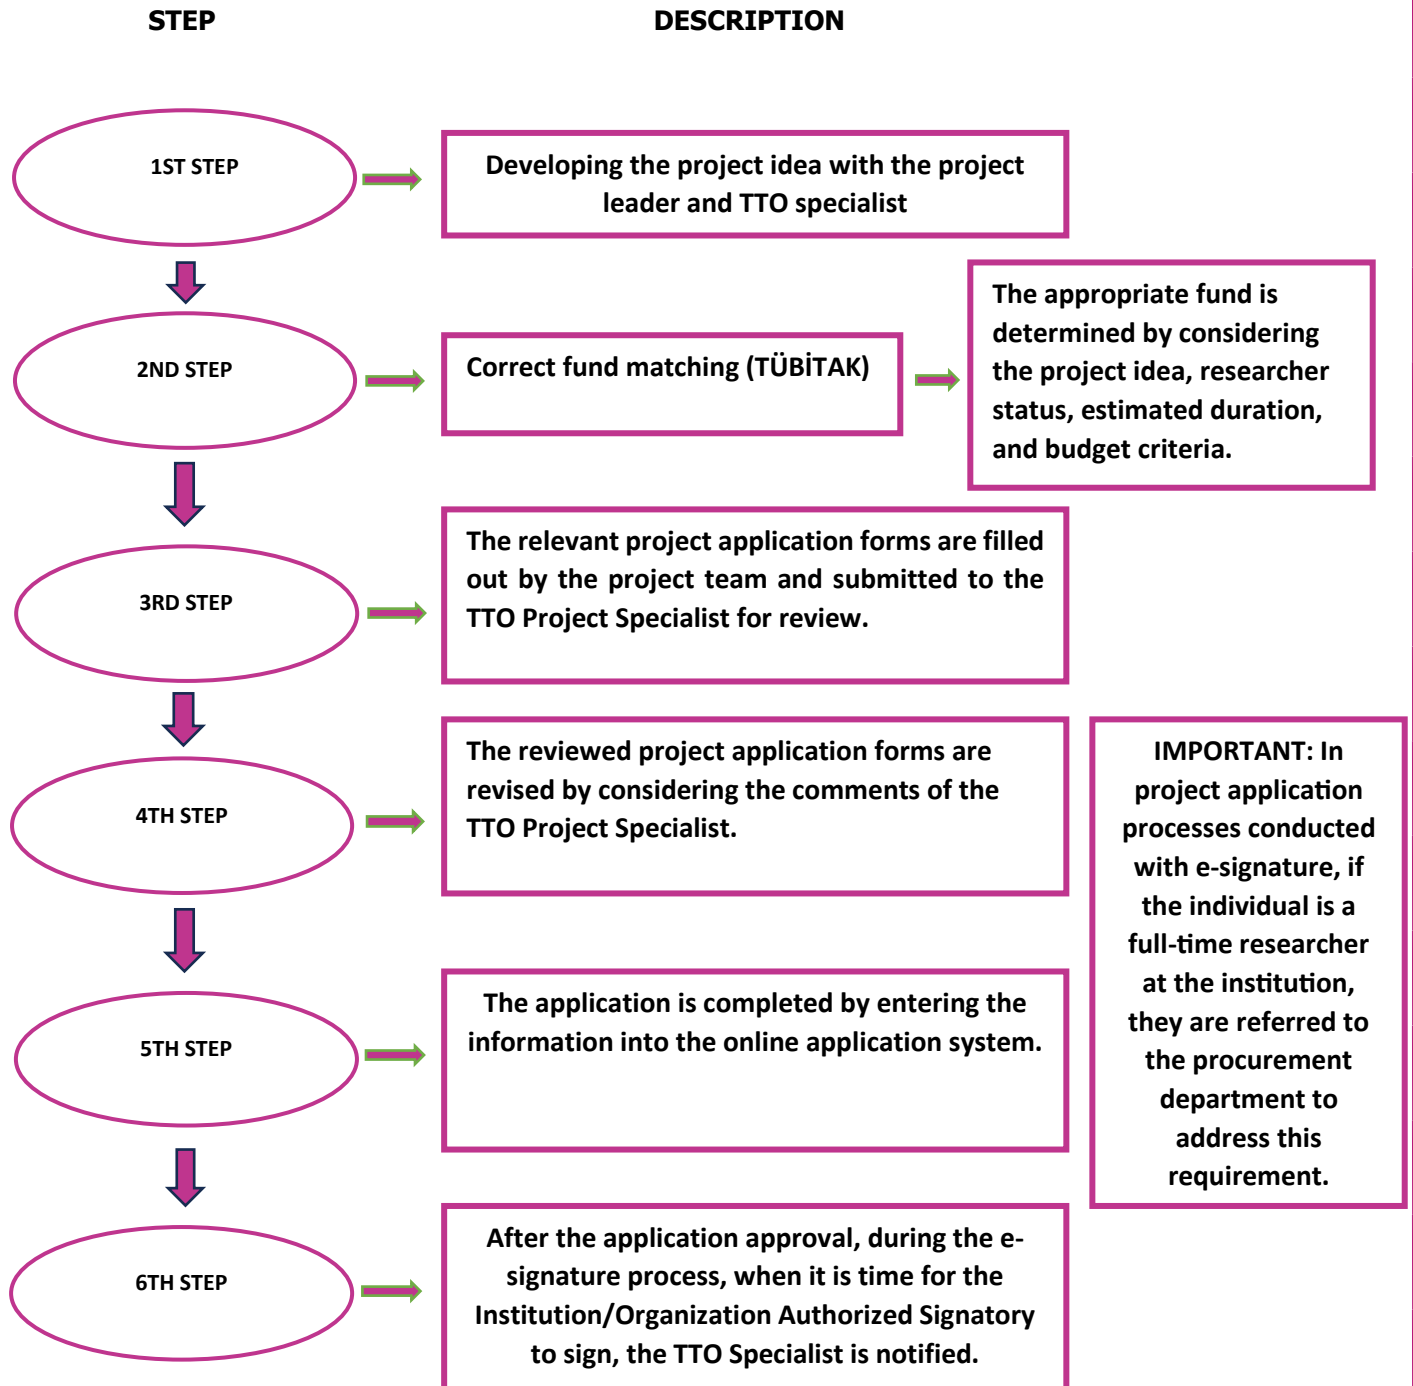 STEP
DESCRIPTION
1ST STEP
Developing the project idea with the project
leader and TTO specialist
2ND STEP
Correct fund matching (TÜBİTAK)
The appropriate fund is
determined by considering
the project idea, researcher
status, estimated duration,
and budget criteria.
3RD STEP
The relevant project application forms are filled
out by the project team and submitted to the
TTO Project Specialist for review.
4TH STEP
The reviewed project application forms are
revised by considering the comments of the
TTO Project Specialist.
IMPORTANT: In
project application
processes conducted
with e-signature, if
the individual is a
full-time researcher
at the institution,
they are referred to
the procurement
department to
address this
requirement.
5TH STEP
The application is completed by entering the
information into the online application system.
6TH STEP
After the application approval, during the e-
signature process, when it is time for the
Institution/Organization Authorized Signatory
to sign, the TTO Specialist is notified.